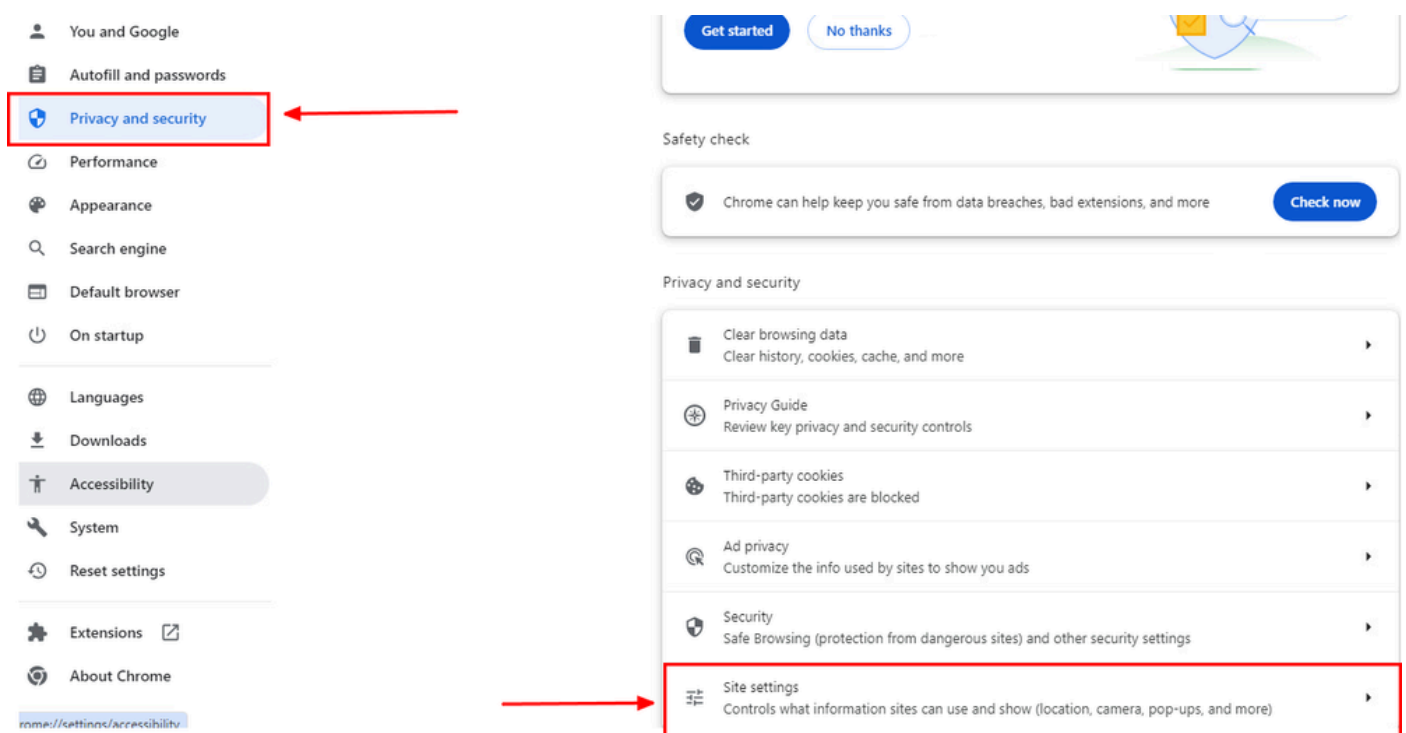 You and Google
Autofill and passwords
Privacy and security
Performance
Appearance
Search engine
Default browser
On startup
Languages
Downloads
Accessibility
System
Reset settings
Extensions
About Chrome
rome://settings/accessibility
Get started
No thanks
Safety check
Chrome can help keep you safe from data breaches, bad extensions, and more
Check now
Privacy and security
Clear browsing data
Clear history, cookies, cache, and more
Privacy Guide
Review key privacy and security controls
Third-party cookies
Third-party cookies are blocked
Ad privacy
Customize the info used by sites to show you ads
Security
Safe Browsing (protection from dangerous sites) and other security settings
Site settings
Controls what information sites can use and show (location, camera, pop-ups, and more)